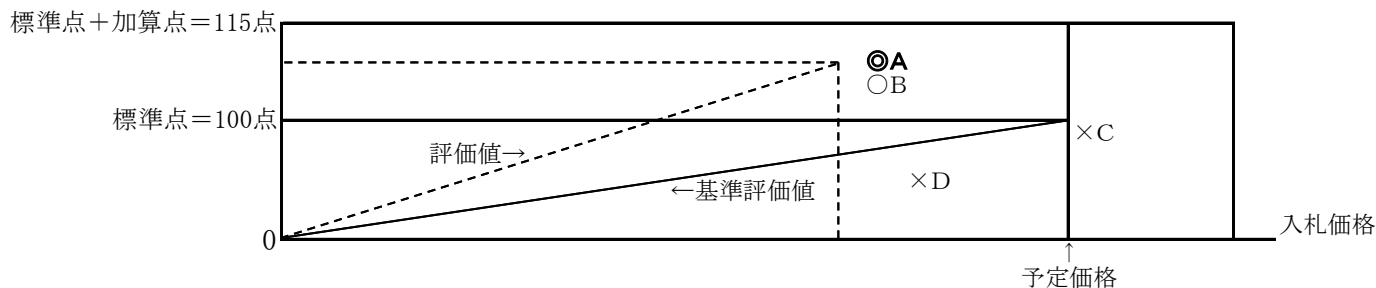 標準点＋加算点＝115点
◎A
○B
標準点＝100点
×C
評価値→
×D
←基準評価値
0
入札価格
↑
予定価格